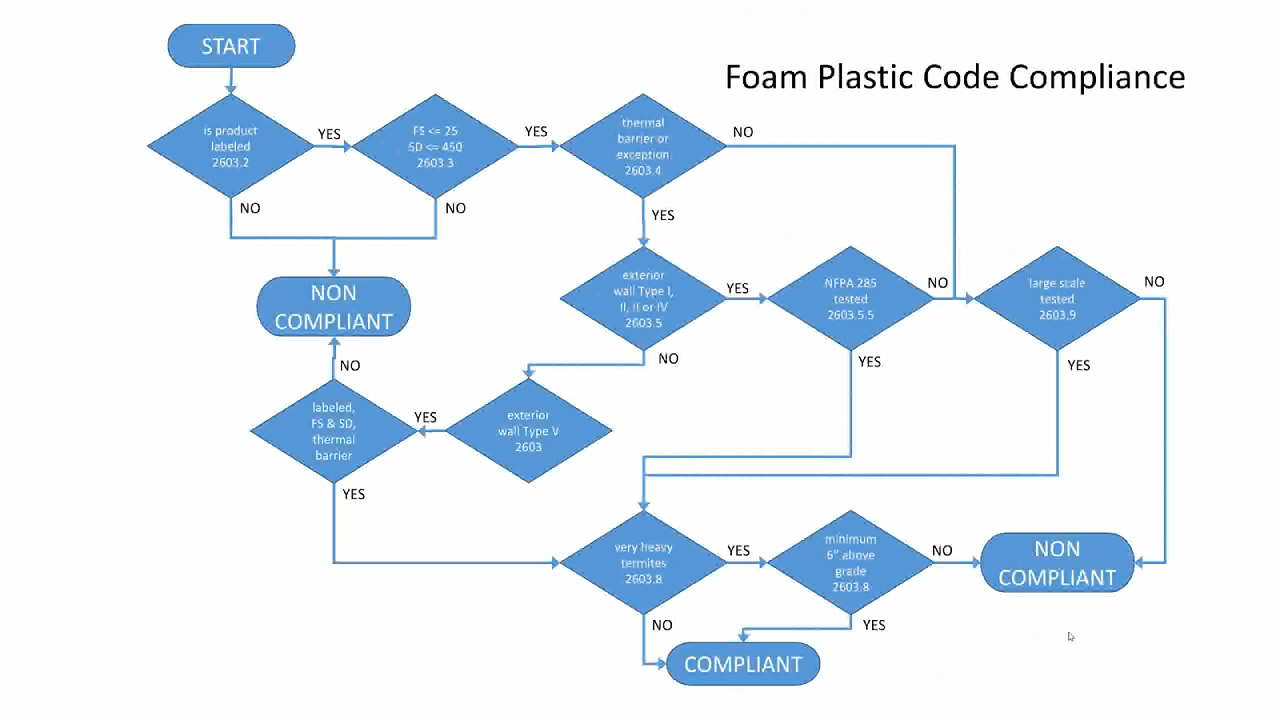 START
Foam Plastic Code Compliance
is product
labeled
2603.2
YES
FS <= 25
SD <= 450
2603.3
YES
thermal
barrier or
exception
2603.4
NO
NO
NO
YES
NON
COMPLIANT
exterior
wall Type I,
II, II or IV
2603.5
YES
NFPA 285
tested
2603.5.5
NO
large scale
tested
2603.9
NO
NO
NO
YES
YES
labeled,
FS & SD,
thermal
barrier
YES
exterior
wall Type V
2603
YES
very heavy
termites
2603.8
YES
minimum
6" above
grade
2603.8
NO
NON
COMPLIANT
NO
YES
COMPLIANT